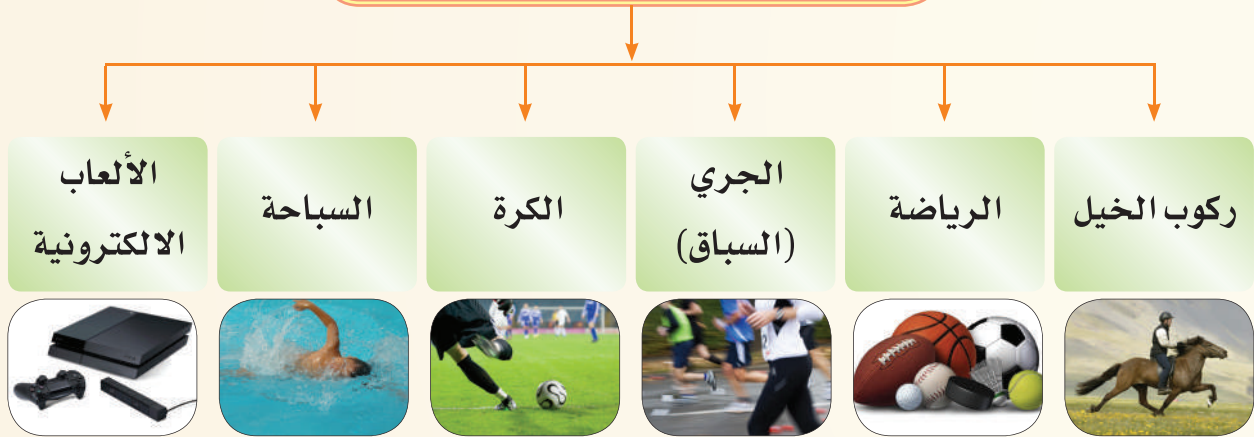 ركوب الخيل
الرياضة
الجري
(السباق)
الكرة
السباحة
الألعاب
الالكترونية